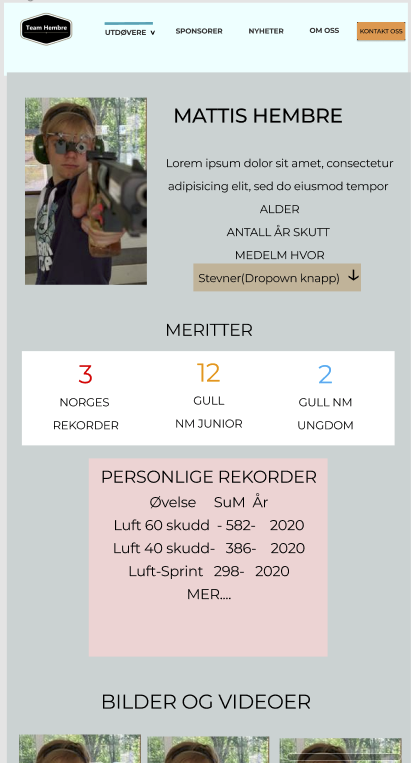 Team Hembre
UTDØVERE ∨ SPONSORER NYHETER OM OSS KONTAKT OSS
MATTIS HEMBRE
Lorem ipsum dolor sit amet, consectetur
adipisicing elit, sed do eiusmod tempor
ALDER
ANTALL ÅR SKUTT
MEDELM HVOR
Stevner(Dropown knapp) ↓
MERITTER
3
NORGES
REKORDER
12
GULL
NM JUNIOR
2
GULL NM
UNGDOM
PERSONLIGE REKORDER
Øvelse SuM År
Luft 60 skudd - 582- 2020
Luft 40 skudd- 386- 2020
Luft-Sprint 298- 2020
MER....
BILDER OG VIDEOER